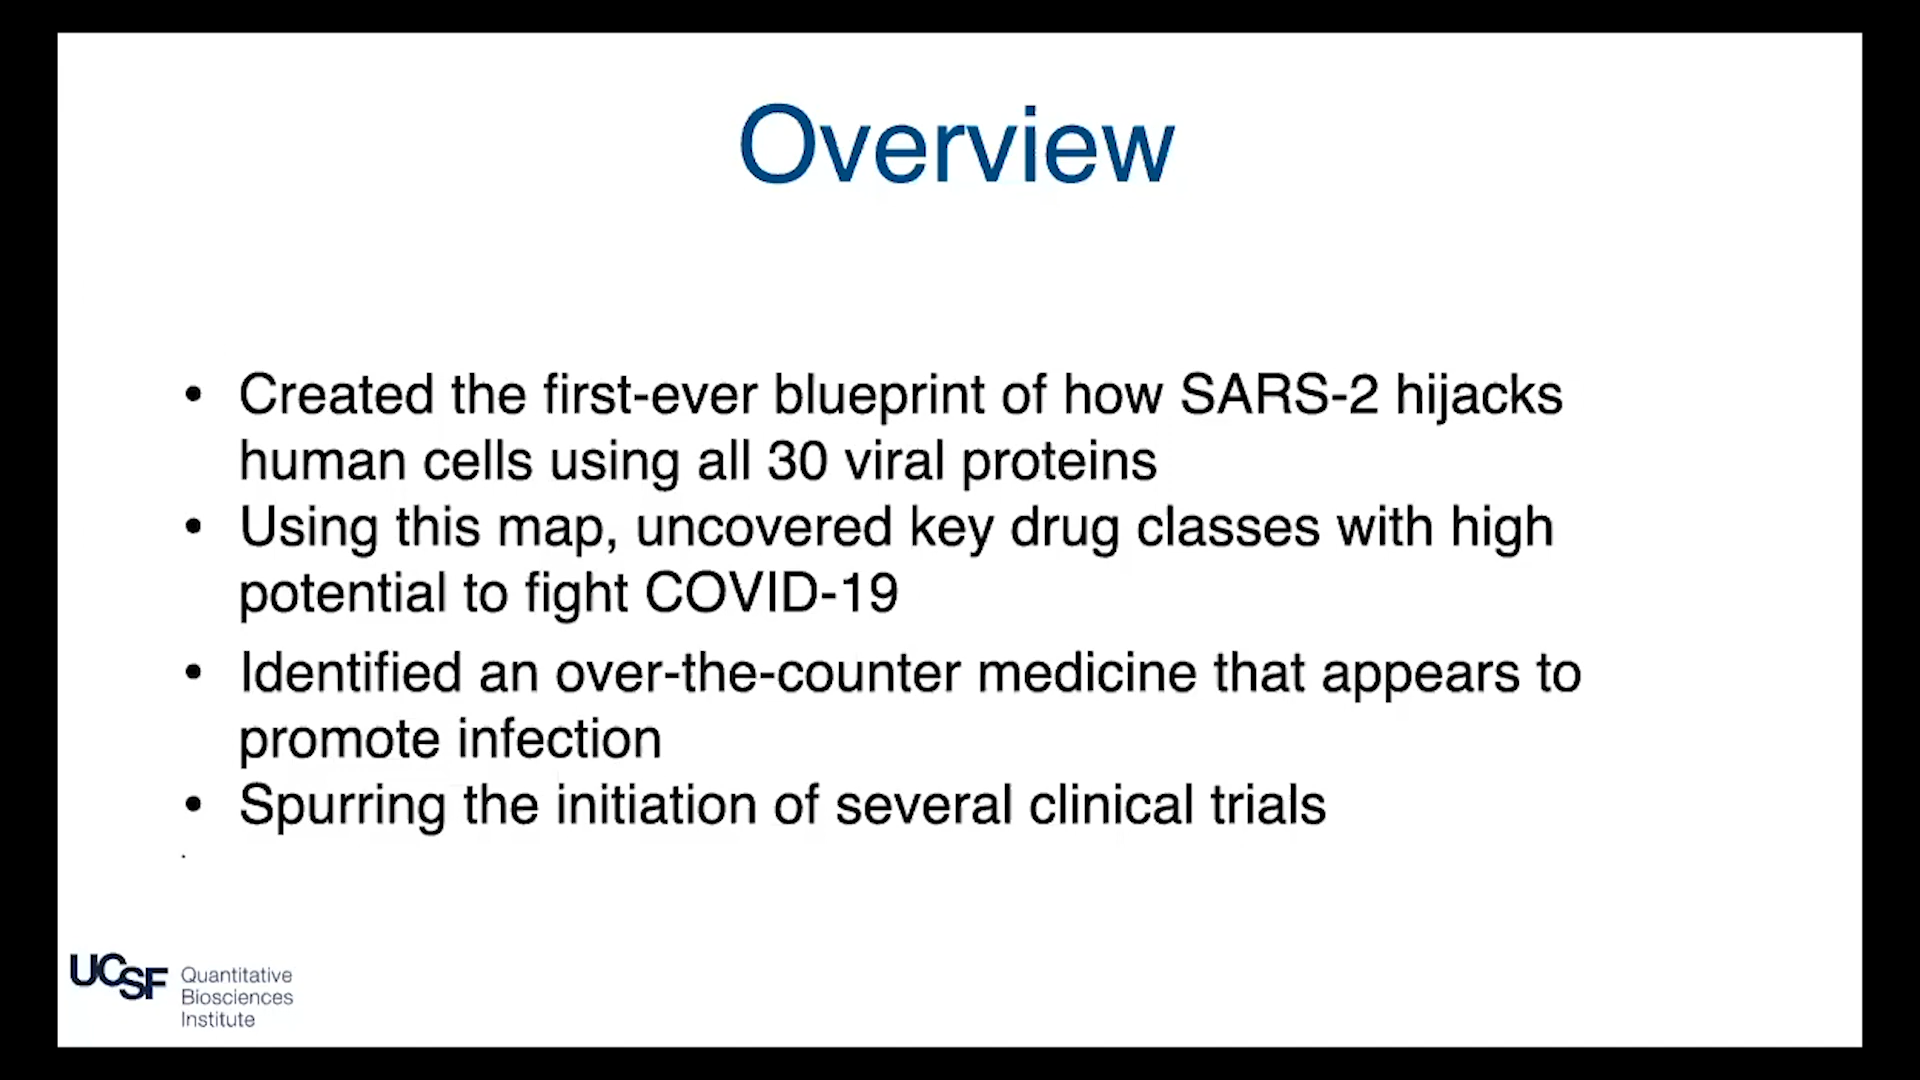 Overview
• Created the first-ever blueprint of how SARS-2 hijacks
human cells using all 30 viral proteins
• Using this map, uncovered key drug classes with high
potential to fight COVID-19
• Identified an over-the-counter medicine that appears to
promote infection
• Spurring the initiation of several clinical trials
UCSF
Quantitative
Biosciences
Institute